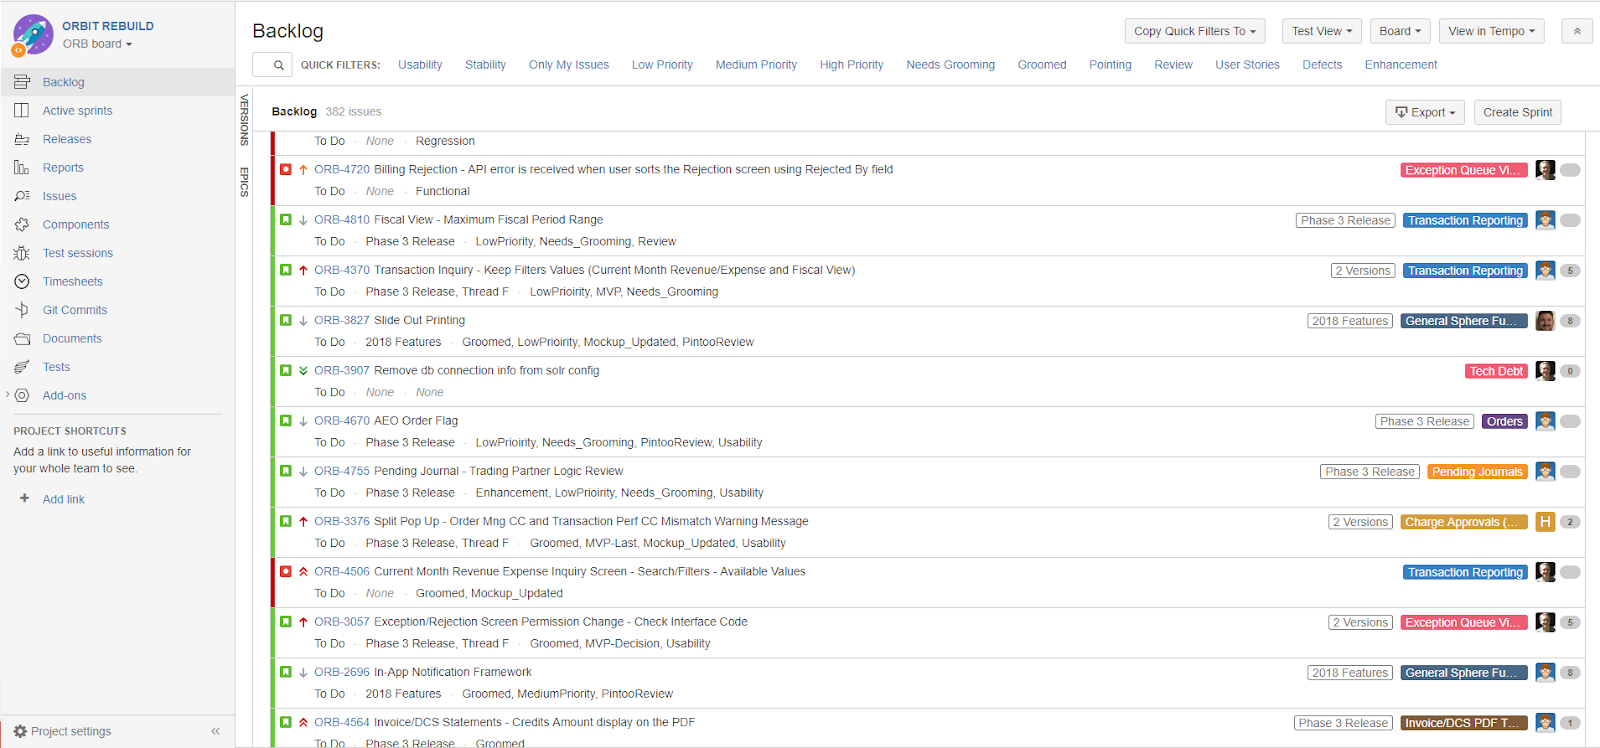 ORBIT REBUILD
ORB board
Backlog
Active sprints
Releases
Reports
Issues
Components
Test sessions
Timesheets
Git Commits
Documents
Tests
Add-ons
PROJECT SHORTCUTS
Add a link to useful information for
your whole team to see.
+ Add link
Project settings «
Backlog
Copy Quick Filters To
Test View
Board
View in Tempo
QUICK FILTERS: Usability Stability Only My Issues Low Priority Medium Priority High Priority Needs Grooming Groomed Pointing Review User Stories Defects Enhancement
VERSIONS
EPICS
Backlog 382 issues
Export
Create Sprint
To Do · None · Regression
ORB-4720 Billing Rejection - API error is received when user sorts the Rejection screen using Rejected By field Exception Queue Vi...
To Do · None · Functional
ORB-4810 Fiscal View - Maximum Fiscal Period Range Phase 3 Release Transaction Reporting
To Do · Phase 3 Release · LowPriority, Needs_Grooming, Review
ORB-4370 Transaction Inquiry - Keep Filters Values (Current Month Revenue/Expense and Fiscal View) 2 Versions Transaction Reporting 5
To Do · Phase 3 Release, Thread F · LowPrioirity, MVP, Needs_Grooming
ORB-3827 Slide Out Printing 2018 Features General Sphere Fu... 8
To Do · 2018 Features · Groomed, LowPrioirity, Mockup_Updated, PintooReview
ORB-3907 Remove db connection info from solr config Tech Debt 0
To Do · None · None
ORB-4670 AEO Order Flag Phase 3 Release Orders
To Do · Phase 3 Release · LowPrioirity, Needs_Grooming, PintooReview, Usability
ORB-4755 Pending Journal - Trading Partner Logic Review Phase 3 Release Pending Journals
To Do · Phase 3 Release · Enhancement, LowPrioirity, Needs_Grooming, Usability
ORB-3376 Split Pop Up - Order Mng CC and Transaction Perf CC Mismatch Warning Message 2 Versions Charge Approvals (... H 2
To Do · Phase 3 Release, Thread F · Groomed, MVP-Last, Mockup_Updated, Usability
ORB-4506 Current Month Revenue Expense Inquiry Screen - Search/Filters - Available Values Transaction Reporting
To Do · None · Groomed, Mockup_Updated
ORB-3057 Exception/Rejection Screen Permission Change - Check Interface Code 2 Versions Exception Queue Vi... 5
To Do · Phase 3 Release, Thread F · Groomed, MVP-Decision, Usability
ORB-2696 In-App Notification Framework 2018 Features General Sphere Fu... 8
To Do · 2018 Features · Groomed, MediumPriority, PintooReview
ORB-4564 Invoice/DCS Statements - Credits Amount display on the PDF Phase 3 Release Invoice/DCS PDF T... 1
To Do · Phase 3 Release · Groomed